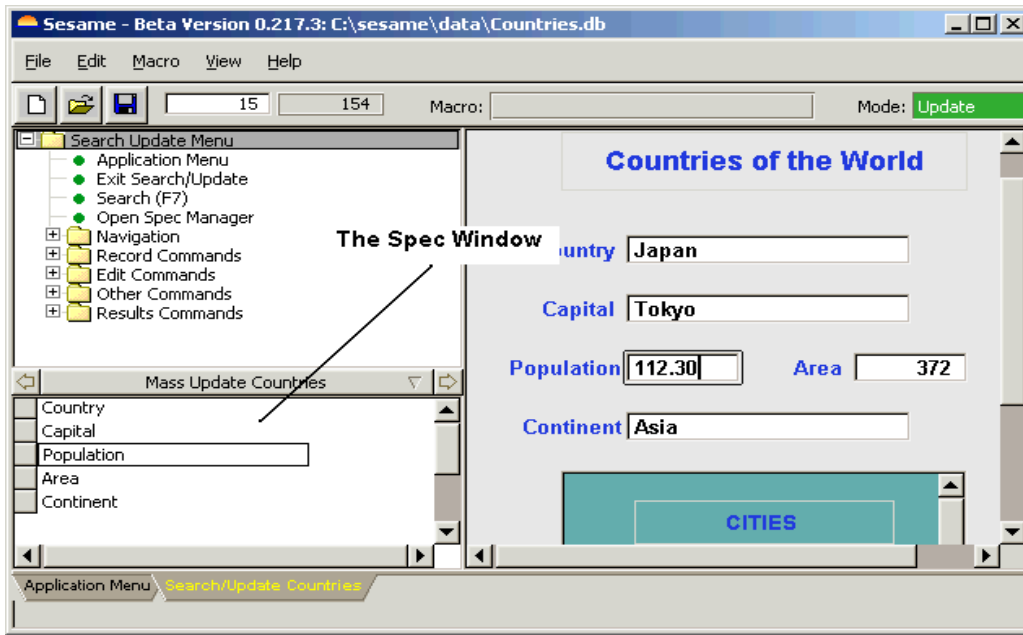 Sesame - Beta Version 0.217.3: C:\sesame\data\Countries.db
File Edit Macro View Help
15 154 Macro: Mode: Update
Search Update Menu
Application Menu
Exit Search/Update
Search (F7)
Open Spec Manager
Navigation
Record Commands
Edit Commands
Other Commands
Results Commands
The Spec Window
Mass Update Countries
Country
Capital
Population
Area
Continent
Countries of the World
untry Japan
Capital Tokyo
Population 112.30 Area 372
Continent Asia
CITIES
Application Menu Search/Update Countries